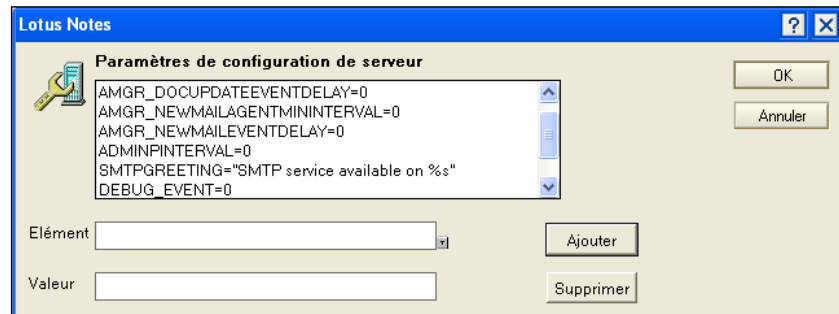 Lotus Notes
Paramètres de configuration de serveur
AMGR_DOCUPDATEEVENTDELAY=0
AMGR_NEWMAILAGENTMININTERVAL=0
AMGR_NEWMAILEVENTDELAY=0
ADMINPINTERVAL=0
SMTPGREETING="SMTP service available on %s"
DEBUG_EVENT=0
OK
Annuler
Elément
Ajouter
Valeur
Supprimer